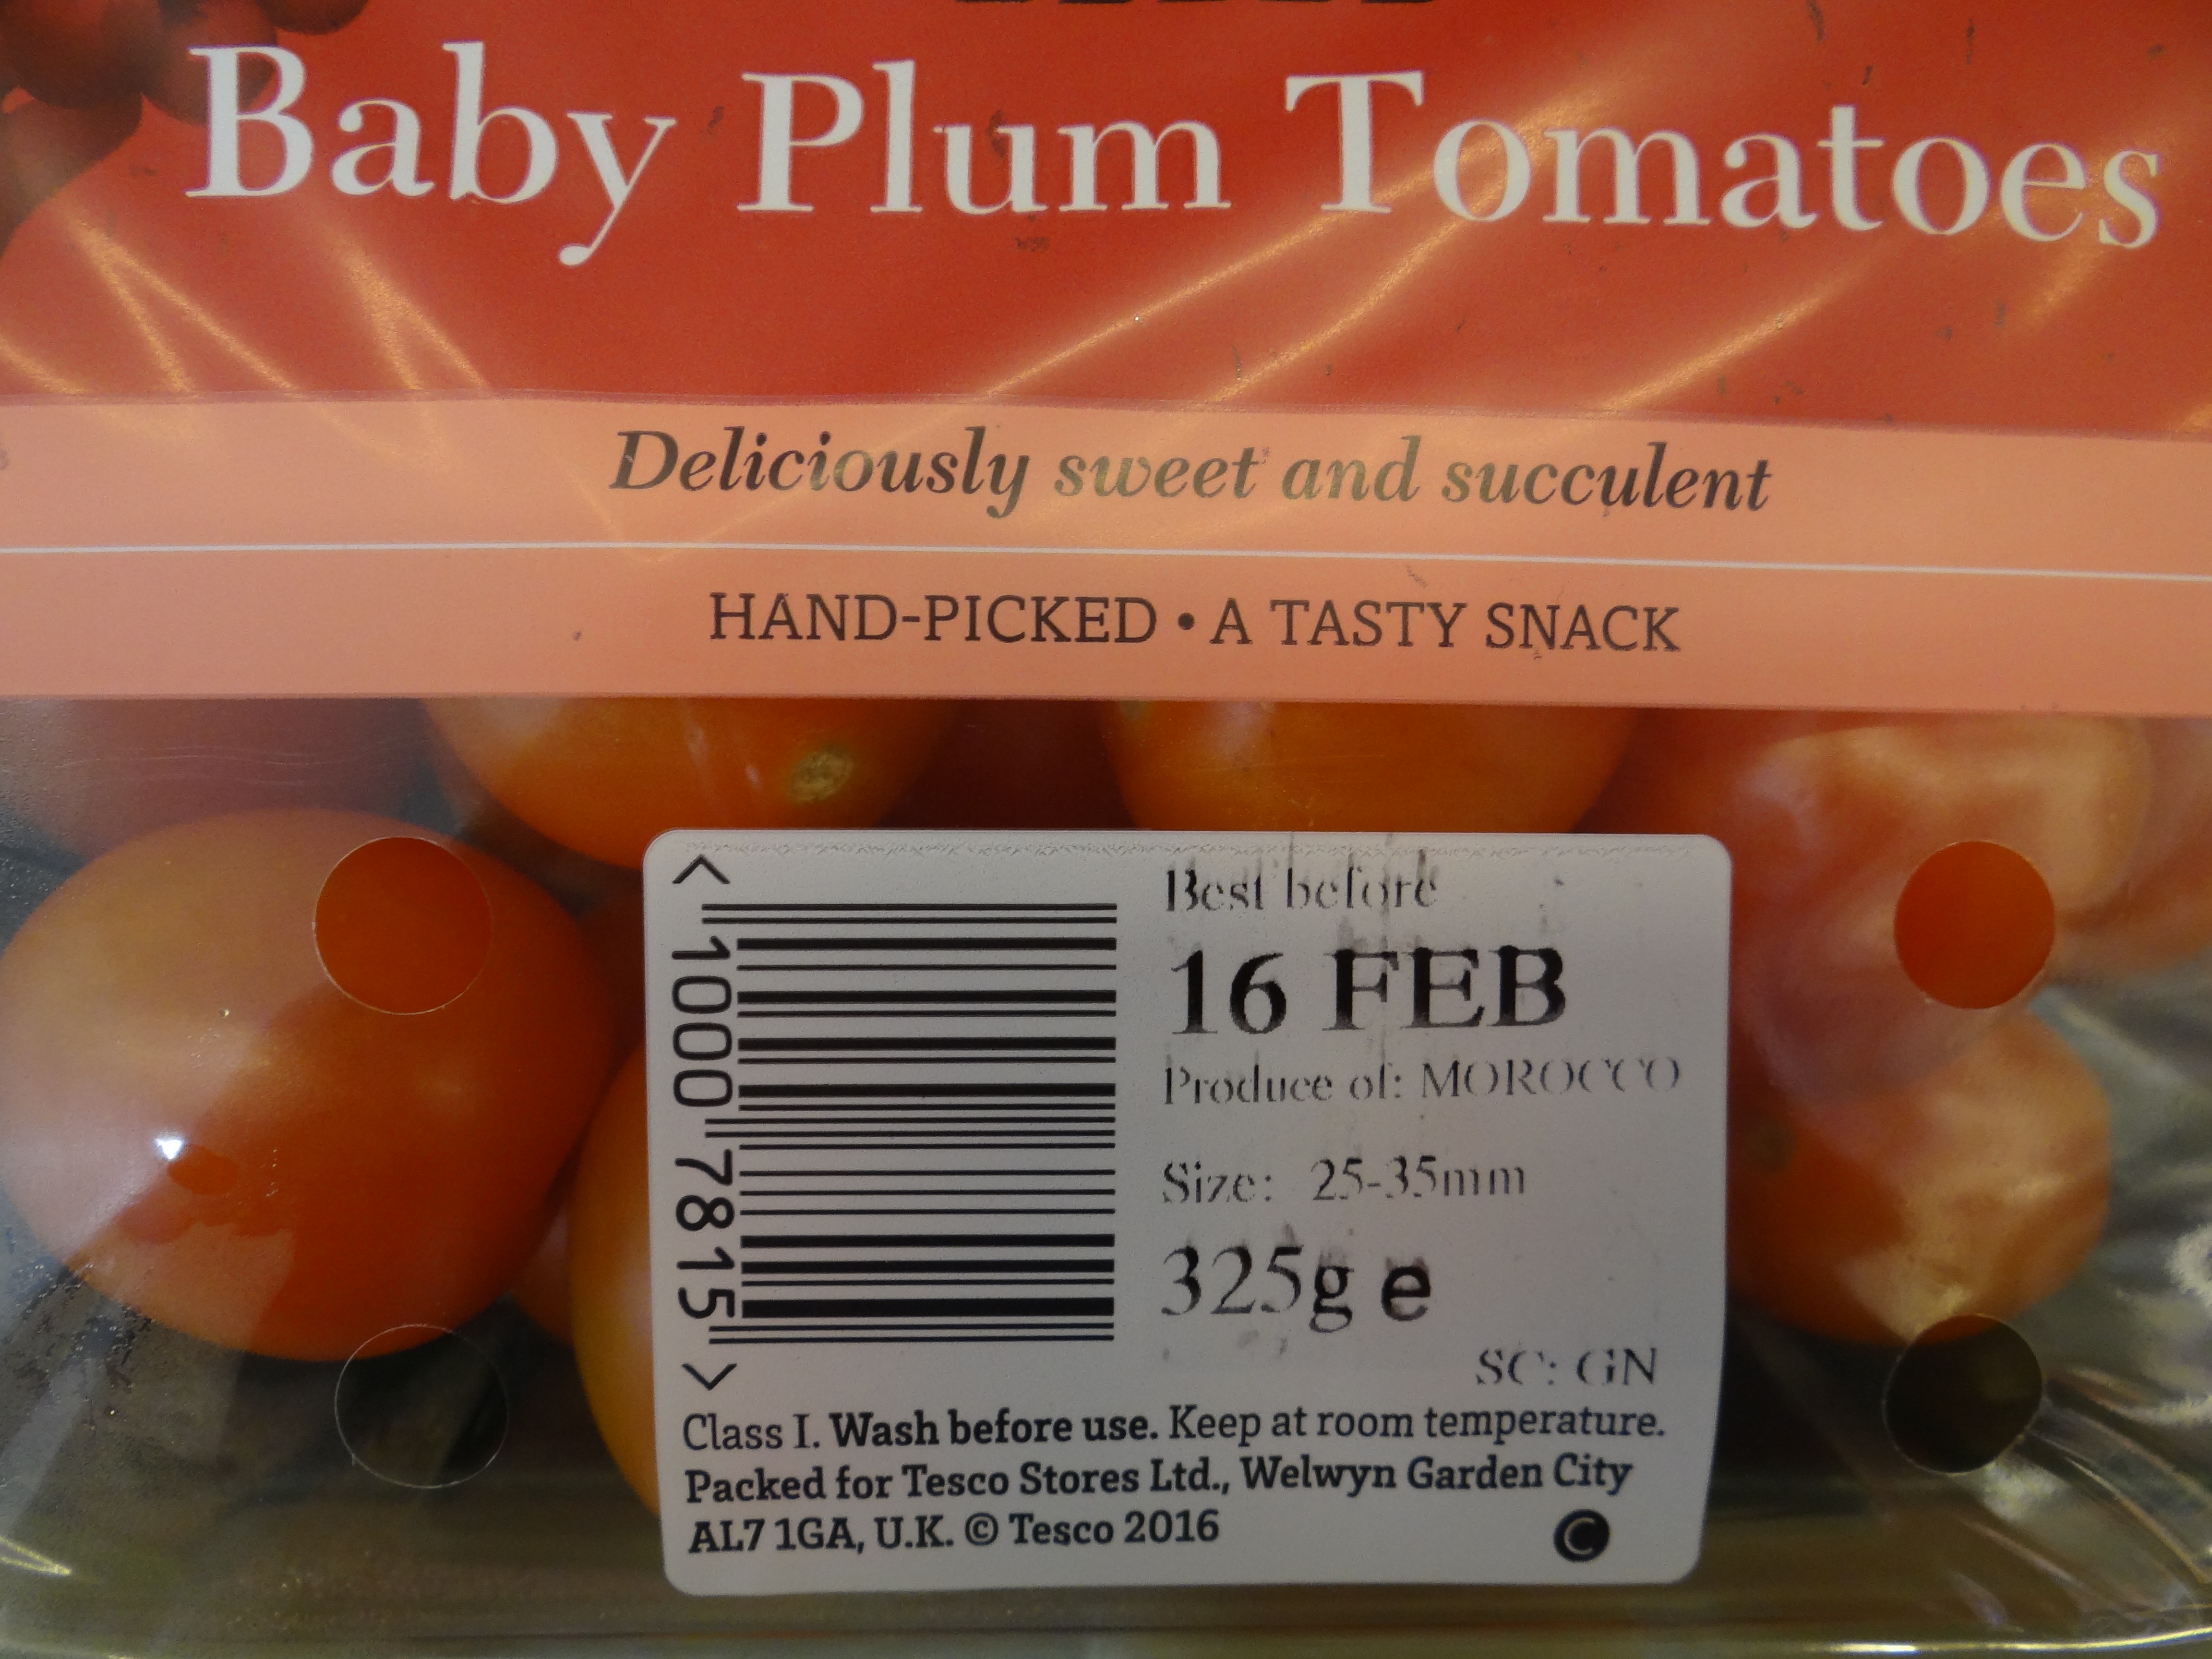 Baby Plum Tomatoes
Deliciously sweet and succulent
HAND-PICKED • A TASTY SNACK
< 1000 7815 >
Best before
16 FEB
Produce of: MOROCCO
Size: 25-35mm
325g e
SC: GN
Class I. Wash before use. Keep at room temperature.
Packed for Tesco Stores Ltd., Welwyn Garden City
AL7 1GA, U.K. © Tesco 2016
C